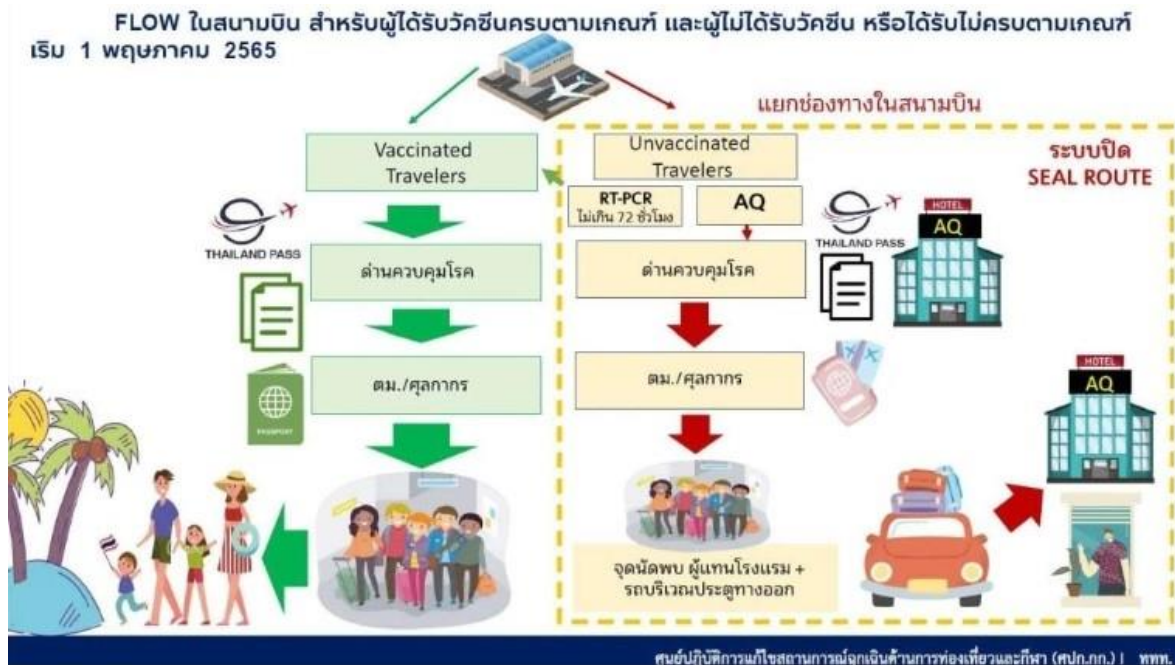 FLOW ในสนามบิน สำหรับผู้ได้รับวัคซีนครบตามเกณฑ์ และผู้ไม่ได้รับวัคซีน หรือได้รับไม่ครบตามเกณฑ์
เริ่ม 1 พฤษภาคม 2565
แยกช่องทางในสนามบิน
Vaccinated
Travelers
Unvaccinated
Travelers
ระบบปิด
SEAL ROUTE
RT-PCR
ไม่เกิน 72 ชั่วโมง
AQ
THAILAND PASS
THAILAND PASS
HOTEL
AQ
ด่านควบคุมโรค
ด่านควบคุมโรค
ตม./ศุลกากร
ตม./ศุลกากร
PASSPORT
HOTEL
AQ
จุดนัดพบ ผู้แทนโรงแรม +
รถบริเวณประตูทางออก
ศูนย์ปฏิบัติการแก้ไขสถานการณ์ฉุกเฉินด้านการท่องเที่ยวและกีฬา (ศปก.กก.) | ททท.